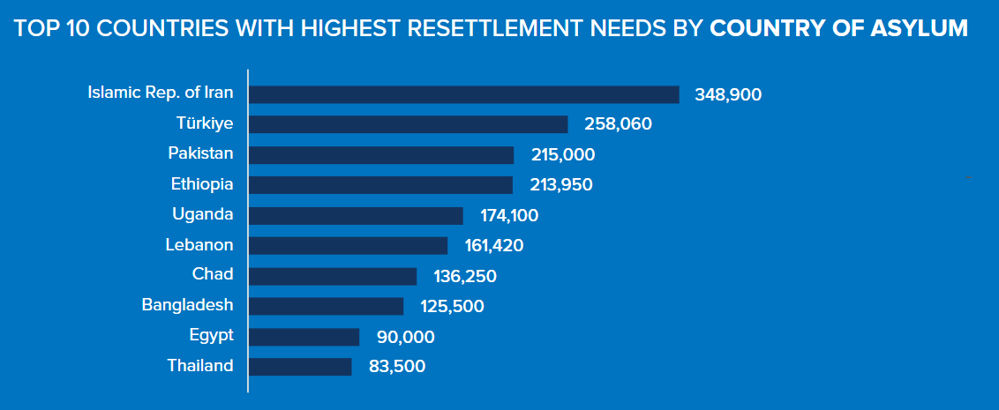 TOP 10 COUNTRIES WITH HIGHEST RESETTLEMENT NEEDS BY COUNTRY OF ASYLUM
Islamic Rep. of Iran 348,900
Türkiye 258,060
Pakistan 215,000
Ethiopia 213,950
Uganda 174,100
Lebanon 161,420
Chad 136,250
Bangladesh 125,500
Egypt 90,000
Thailand 83,500